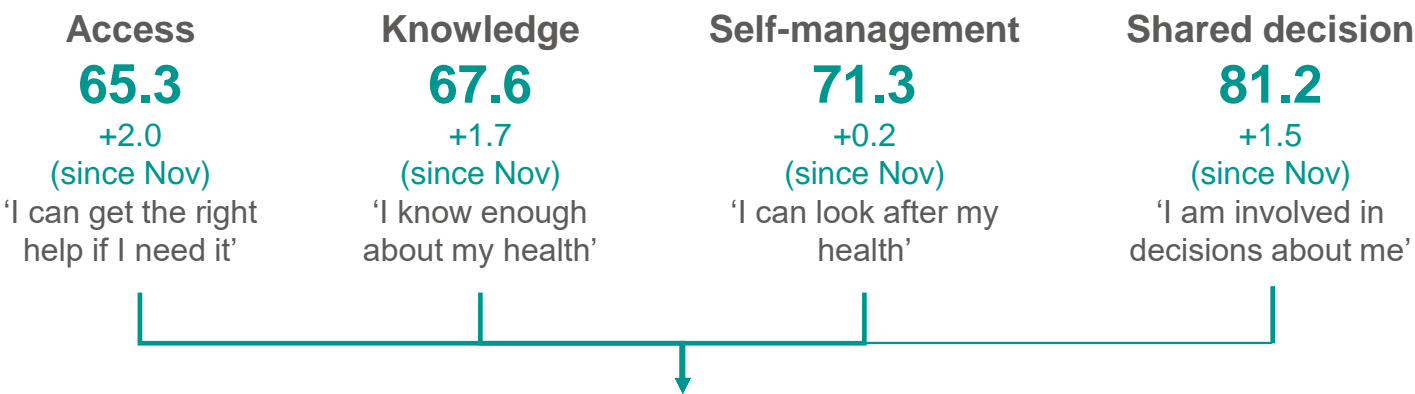 Access
65.3
+2.0
(since Nov)
‘I can get the right
help if I need it’
Knowledge
67.6
+1.7
(since Nov)
‘I know enough
about my health’
Self-management
71.3
+0.2
(since Nov)
‘I can look after my
health’
Shared decision
81.2
+1.5
(since Nov)
‘I am involved in
decisions about me’